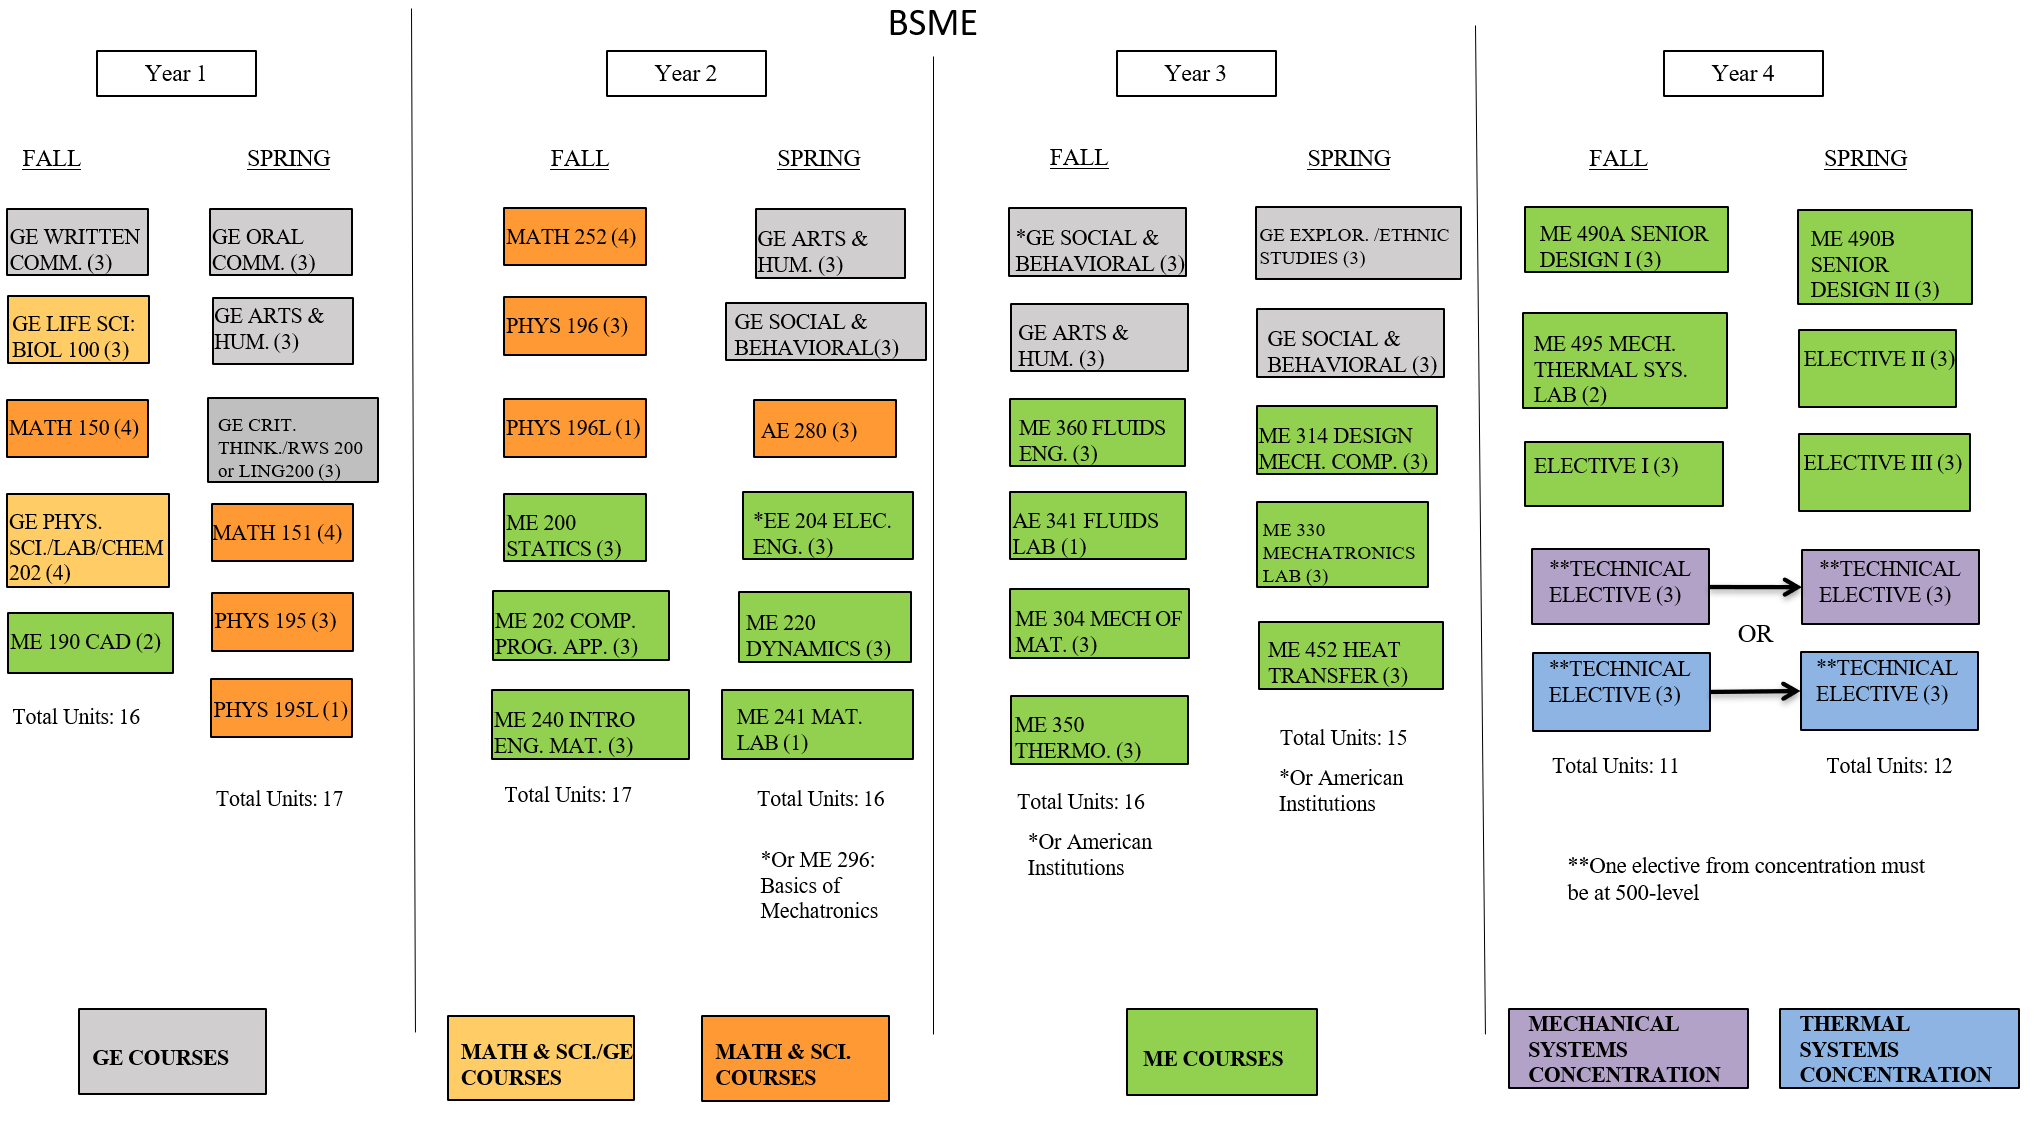 BSME
Year 1
FALL
GE WRITTEN
COMM. (3)
GE LIFE SCI:
BIOL 100 (3)
MATH 150 (4)
GE PHYS.
SCI./LAB/CHEM
202 (4)
ME 190 CAD (2)
Total Units: 16
SPRING
GE ORAL
COMM. (3)
GE ARTS &
HUM. (3)
GE CRIT.
THINK./RWS 200
or LING200 (3)
MATH 151 (4)
PHYS 195 (3)
PHYS 195L (1)
Total Units: 17
Year 2
FALL
MATH 252 (4)
PHYS 196 (3)
PHYS 196L (1)
ME 200
STATICS (3)
ME 202 COMP.
PROG. APP. (3)
ME 240 INTRO
ENG. MAT. (3)
Total Units: 17
SPRING
GE ARTS &
HUM. (3)
GE SOCIAL &
BEHAVIORAL(3)
AE 280 (3)
*EE 204 ELEC.
ENG. (3)
ME 220
DYNAMICS (3)
ME 241 MAT.
LAB (1)
Total Units: 16
*Or ME 296:
Basics of
Mechatronics
Year 3
FALL
*GE SOCIAL &
BEHAVIORAL (3)
GE ARTS &
HUM. (3)
ME 360 FLUIDS
ENG. (3)
AE 341 FLUIDS
LAB (1)
ME 304 MECH OF
MAT. (3)
ME 350
THERMO. (3)
Total Units: 16
*Or American
Institutions
SPRING
GE EXPLOR. /ETHNIC
STUDIES (3)
GE SOCIAL &
BEHAVIORAL (3)
ME 314 DESIGN
MECH. COMP. (3)
ME 330
MECHATRONICS
LAB (3)
ME 452 HEAT
TRANSFER (3)
Total Units: 15
*Or American
Institutions
Year 4
FALL
ME 490A SENIOR
DESIGN I (3)
ME 495 MECH.
THERMAL SYS.
LAB (2)
ELECTIVE I (3)
**TECHNICAL
ELECTIVE (3)
OR
**TECHNICAL
ELECTIVE (3)
Total Units: 11
SPRING
ME 490B
SENIOR
DESIGN II (3)
ELECTIVE II (3)
ELECTIVE III (3)
**TECHNICAL
ELECTIVE (3)
**TECHNICAL
ELECTIVE (3)
Total Units: 12
**One elective from concentration must
be at 500-level
GE COURSES
MATH & SCI./GE
COURSES
MATH & SCI.
COURSES
ME COURSES
MECHANICAL
SYSTEMS
CONCENTRATION
THERMAL
SYSTEMS
CONCENTRATION